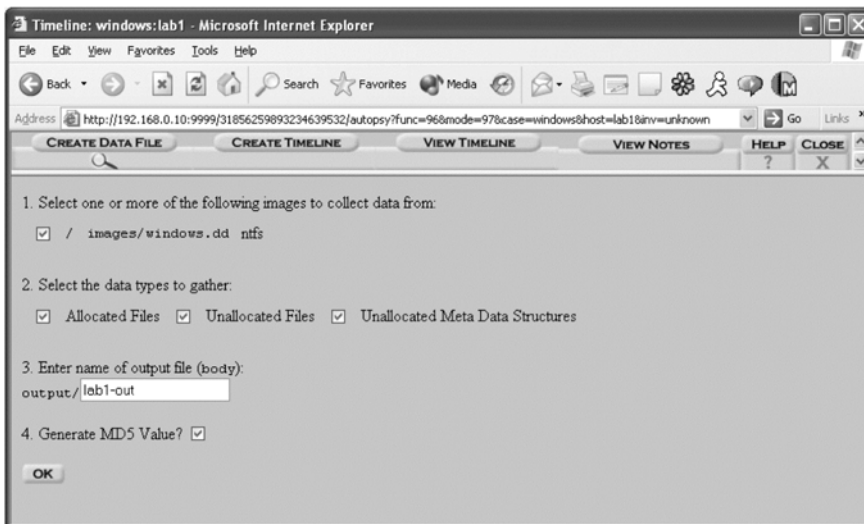 Timeline: windows:lab1 - Microsoft Internet Explorer
File Edit View Favorites Tools Help
Back Search Favorites Media
Address http://192.168.0.10:9999/31856259893234639532/autopsy?func=96&mode=97&case=windows&host=lab1&inv=unknown Go Links »
CREATE DATA FILE CREATE TIMELINE VIEW TIMELINE VIEW NOTES HELP CLOSE
? X
1. Select one or more of the following images to collect data from:
/ images/windows.dd ntfs
2. Select the data types to gather:
Allocated Files Unallocated Files Unallocated Meta Data Structures
3. Enter name of output file (body):
output/lab1-out
4. Generate MD5 Value?
OK